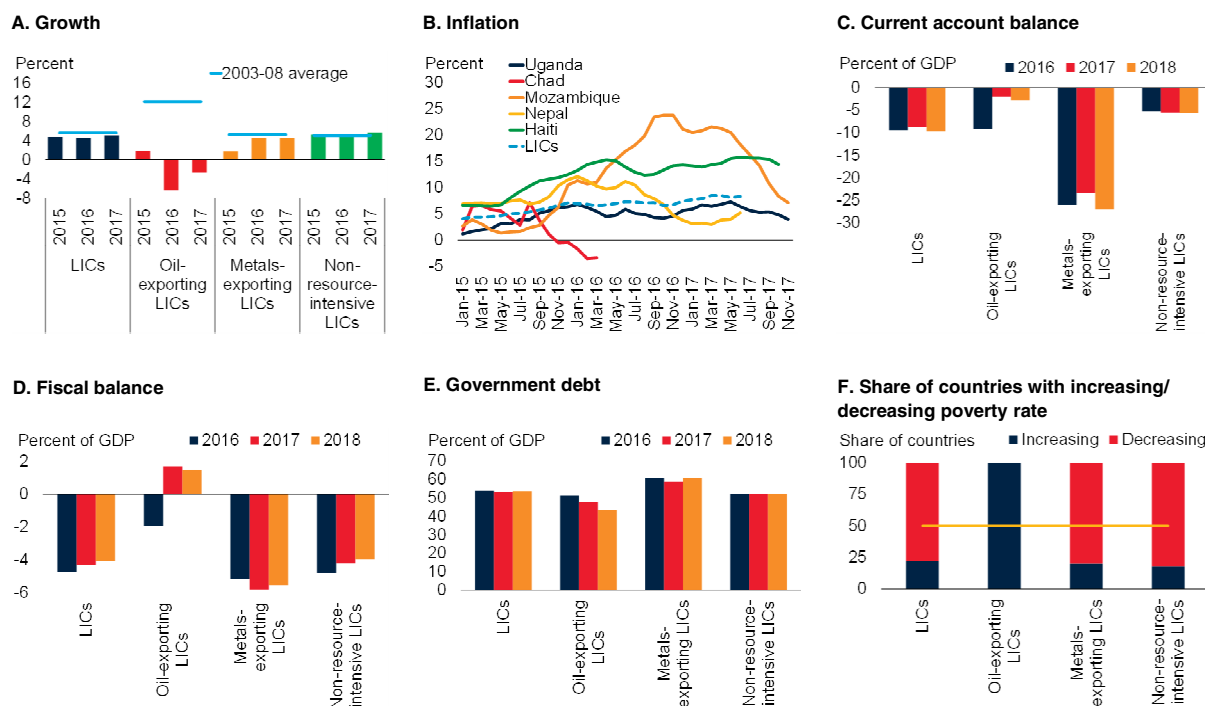 A. Growth
Percent
2003-08 average
16
12
8
4
0
-4
-8
2015
2016
2017
2015
2016
2017
2015
2016
2017
2015
2016
2017
LICs
Oil-
exporting
LICs
Metals-
exporting
LICs
Non-
resource-
intensive
LICs
B. Inflation
Percent
Uganda
Chad
Mozambique
Nepal
Haiti
LICs
30
25
20
15
10
5
0
-5
Jan-15
Mar-15
May-15
Jul-15
Sep-15
Nov-15
Jan-16
Mar-16
May-16
Jul-16
Sep-16
Nov-16
Jan-17
Mar-17
May-17
Jul-17
Sep-17
Nov-17
C. Current account balance
Percent of GDP
2016
2017
2018
0
-5
-10
-15
-20
-25
-30
LICs
Oil-exporting
LICs
Metals-
exporting
LICs
Non-resource-
intensive LICs
D. Fiscal balance
Percent of GDP
2016
2017
2018
2
0
-2
-4
-6
LICs
Oil-exporting
LICs
Metals-
exporting
LICs
Non-resource-
intensive LICs
E. Government debt
Percent of GDP
2016
2017
2018
70
60
50
40
30
20
10
0
LICs
Oil-exporting
LICs
Metals-
exporting LICs
Non-resource-
intensive LICs
F. Share of countries with increasing/
decreasing poverty rate
Share of countries
Increasing
Decreasing
100
75
50
25
0
LICs
Oil-exporting
LICs
Metals-
exporting LICs
Non-resource-
intensive LICs